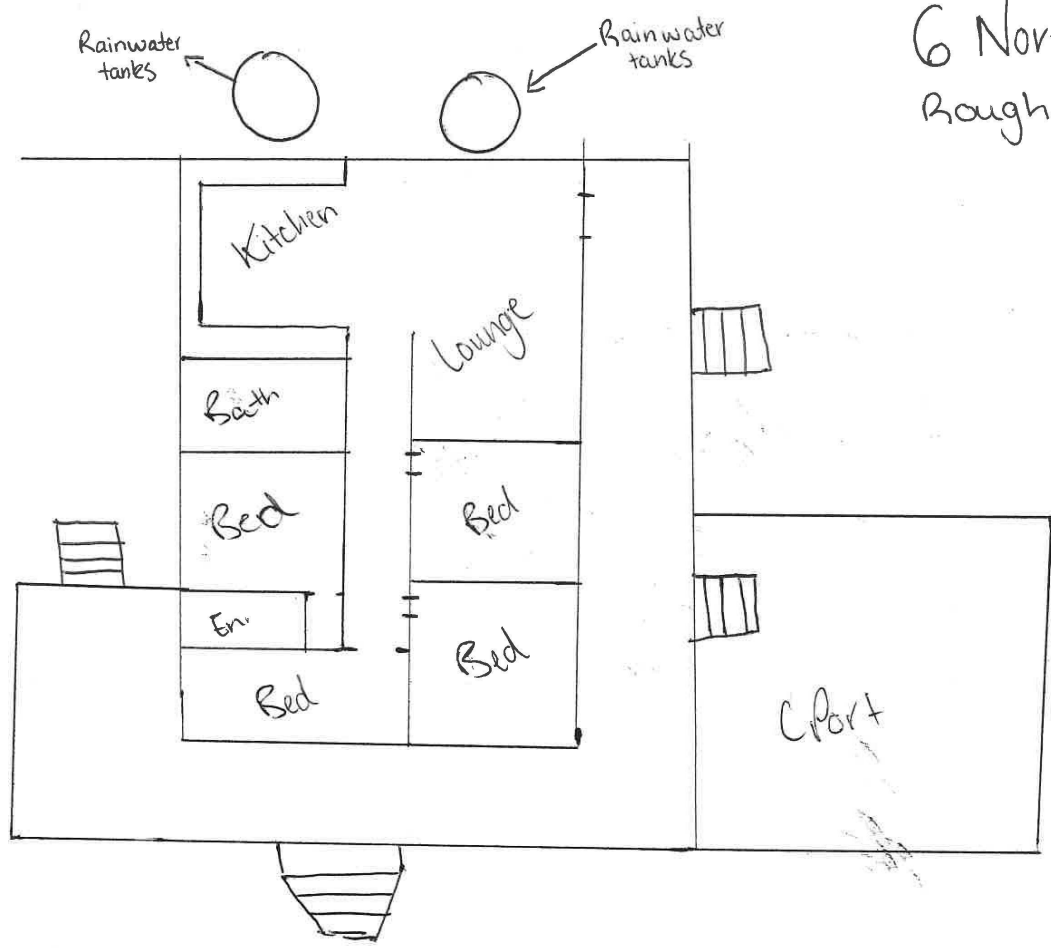 Rainwater
tanks
Rainwater
tanks
6 Nor
Rough
Kitchen
Lounge
Bath
Bed
Bed
En.
Bed
Bed
CPort